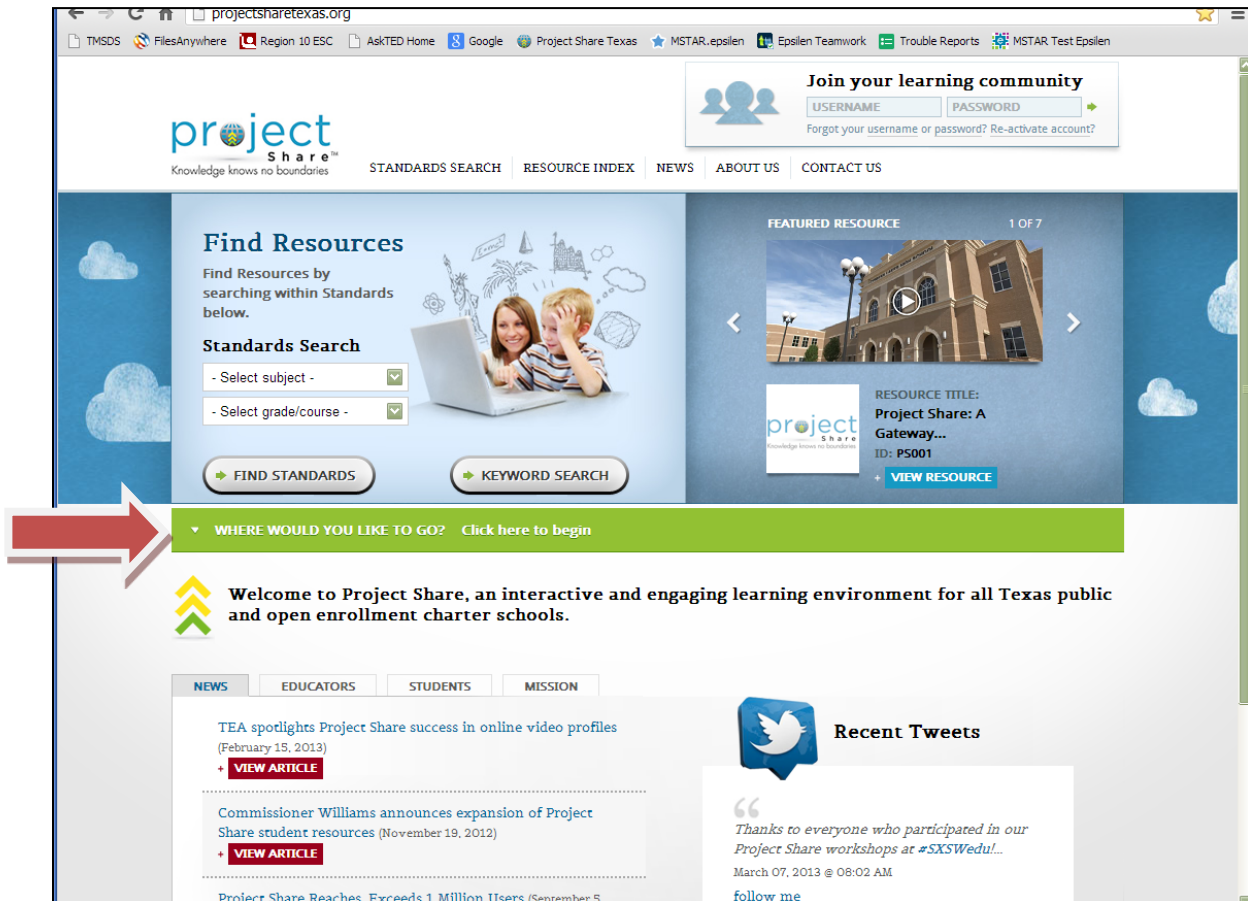 projectsharetexas.org
TMSDS FilesAnywhere Region 10 ESC AskTED Home Google Project Share Texas MSTAR.epsilen Epsilen Teamwork Trouble Reports MSTAR Test Epsilen
Join your learning community
USERNAME PASSWORD
Forgot your username or password? Re-activate account?
project
Share™
Knowledge knows no boundaries
STANDARDS SEARCH RESOURCE INDEX NEWS ABOUT US CONTACT US
Find Resources
Find Resources by
searching within Standards
below.
Standards Search
- Select subject -
- Select grade/course -
FIND STANDARDS KEYWORD SEARCH
FEATURED RESOURCE 1 OF 7
project
Share
Knowledge knows no boundaries
RESOURCE TITLE:
Project Share: A
Gateway...
ID: PS001
+ VIEW RESOURCE
WHERE WOULD YOU LIKE TO GO? Click here to begin
Welcome to Project Share, an interactive and engaging learning environment for all Texas public
and open enrollment charter schools.
NEWS EDUCATORS STUDENTS MISSION
TEA spotlights Project Share success in online video profiles
(February 15, 2013)
+ VIEW ARTICLE
Commissioner Williams announces expansion of Project
Share student resources (November 19, 2012)
+ VIEW ARTICLE
Project Share Reaches, Exceeds 1 Million Users (September 5,
Recent Tweets
“
Thanks to everyone who participated in our
Project Share workshops at #SXSWedu!...
March 07, 2013 @ 08:02 AM
follow me